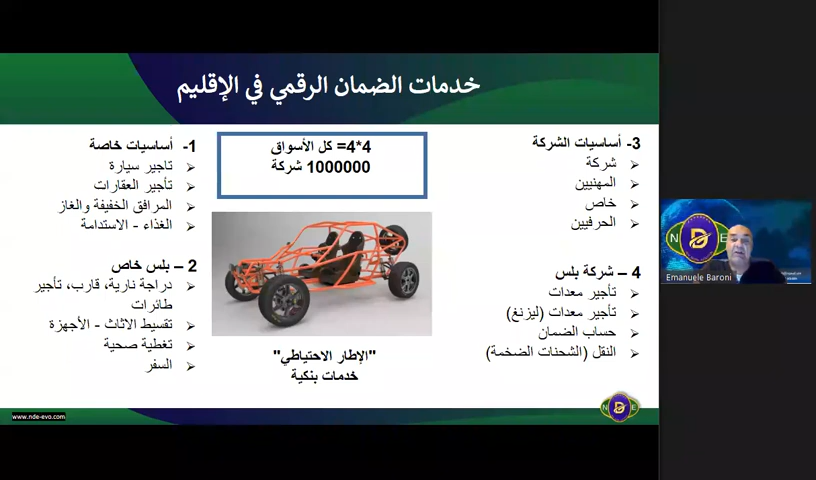 خدمات الضمان الرقمي في الإقليم
4*4= كل الأسواق
1000000 شركة
1- أساسيات خاصة
تاجير سيارة
تأجير العقارات
المرافق الخفيفة والغاز
الغذاء - الاستدامة
2 – بلس خاص
دراجة نارية، قارب، تأجير
طائرات
تقسيط الاثاث - الأجهزة
تغطية صحية
السفر
3- أساسيات الشركة
شركة
المهنيين
خاص
الحرفيين
4 – شركة بلس
تأجير معدات
تأجير معدات (ليزنغ)
حساب الضمان
النقل (الشحنات الضخمة)
"الإطار الاحتياطي"
خدمات بنكية
www.nde-evo.com
N D E
N D E
Emanuele Baroni